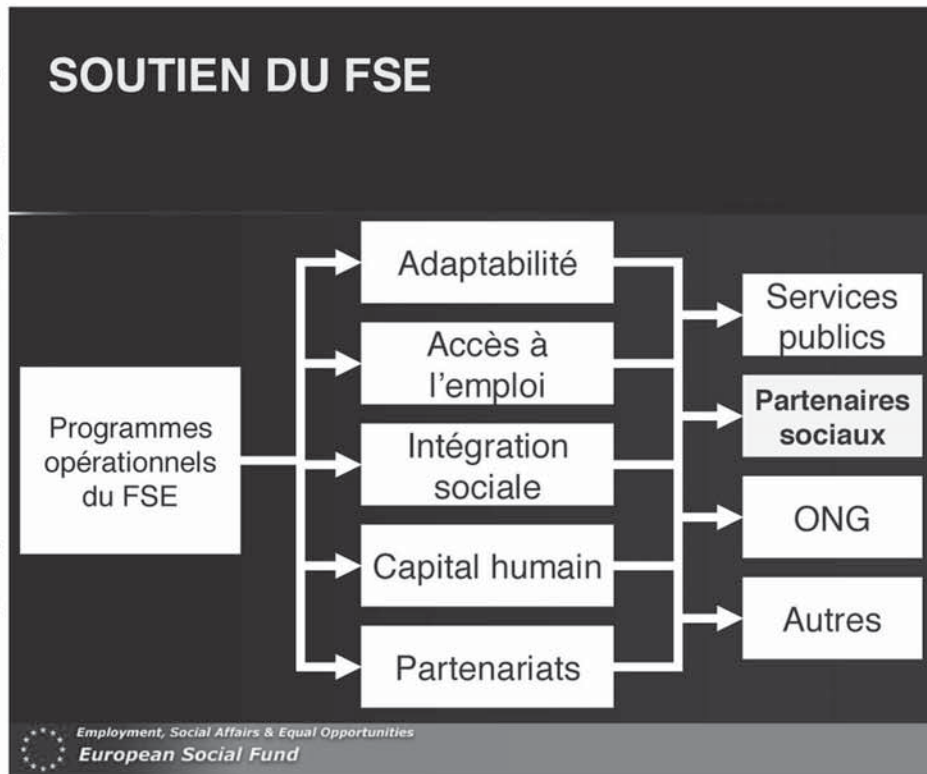 SOUTIEN DU FSE
Programmes
opérationnels
du FSE
Adaptabilité
Accès à
l'emploi
Intégration
sociale
Capital humain
Partenariats
Services
publics
Partenaires
sociaux
ONG
Autres
Employment, Social Affairs & Equal Opportunities
European Social Fund